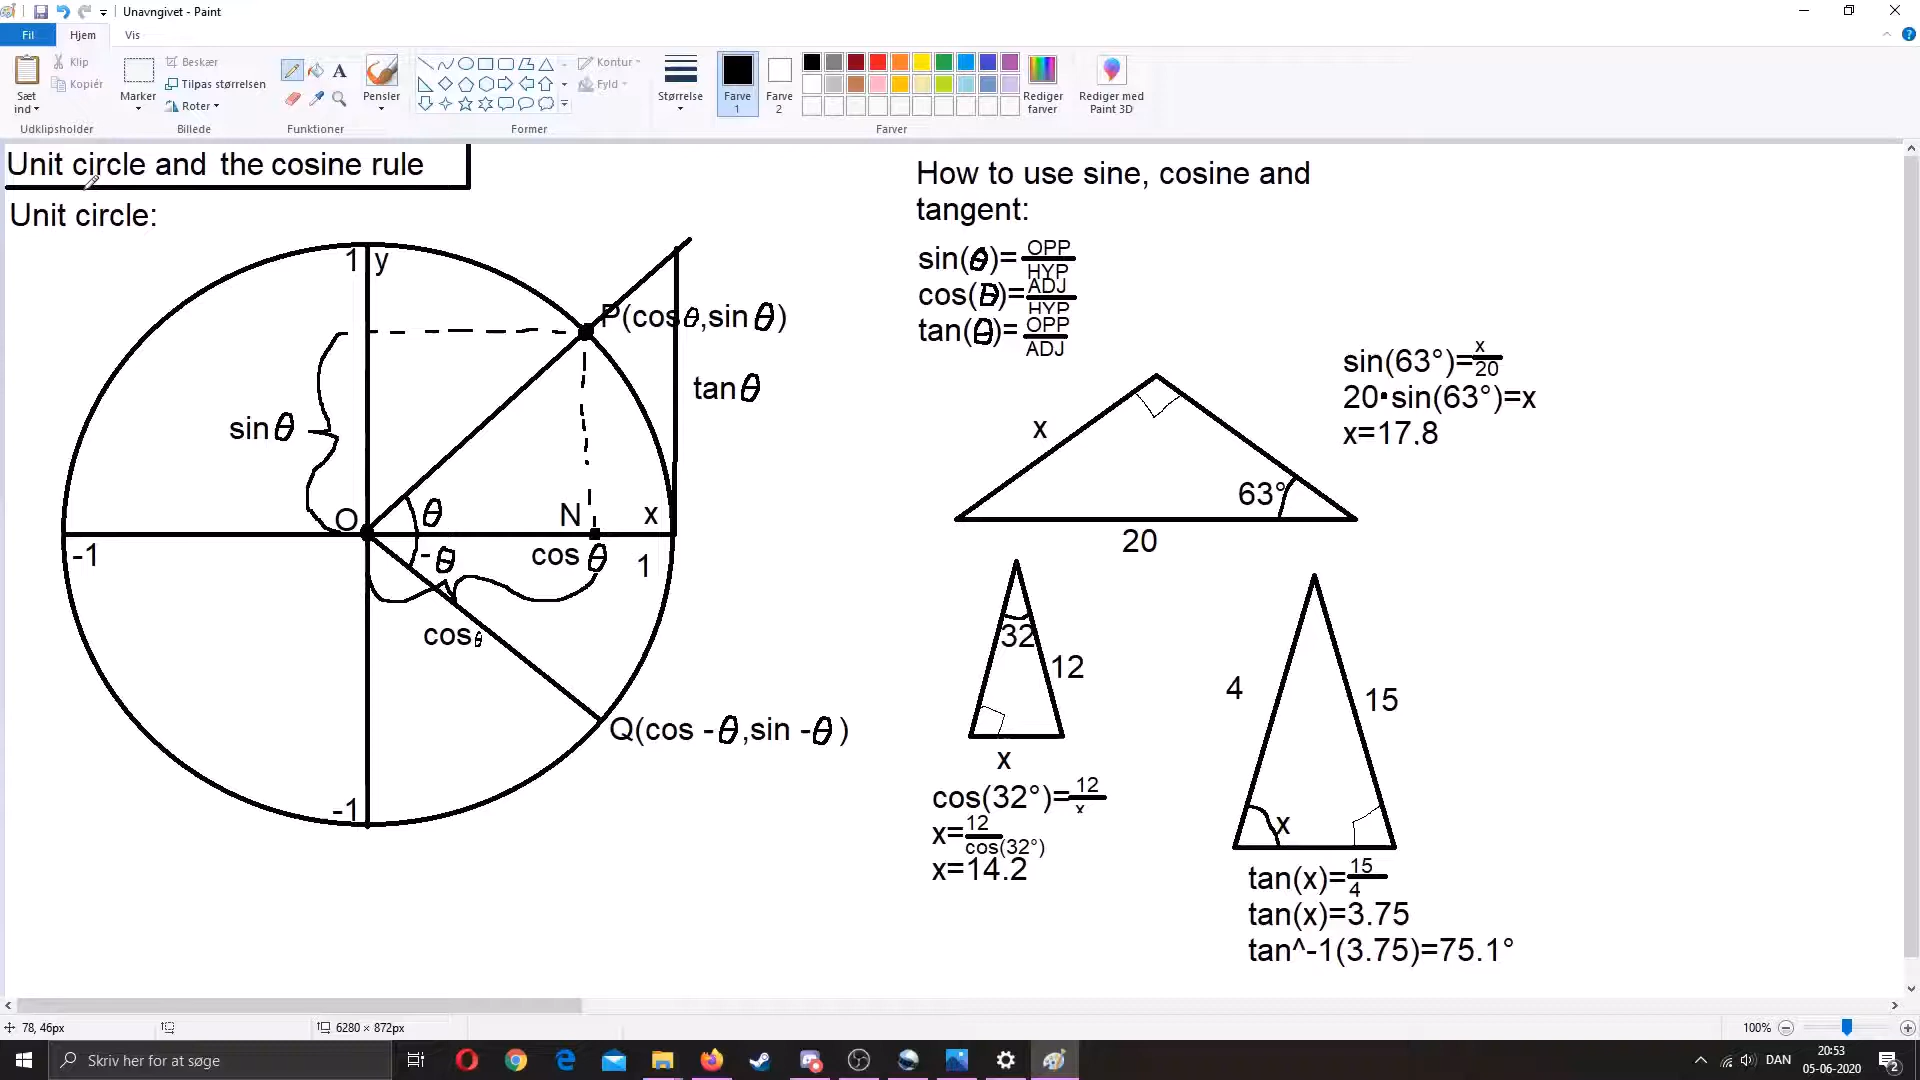 Unavngivet - Paint
Fil Hjem Vis
Sæt ind
Klip
Kopiér
Udklipsholder
Marker
Beskær
Tilpas størrelsen
Roter
Billede
A
Funktioner
Pensler
Former
Kontur
Fyld
Størrelse
Farve 1
Farve 2
Farver
Rediger farver
Rediger med Paint 3D
Unit circle and the cosine rule
Unit circle:
1 y
P(cosθ,sinθ)
tanθ
sinθ
O θ N x
-1 -θ cos θ 1
cosθ
Q(cos -θ,sin -θ)
-1
How to use sine, cosine and
tangent:
sin(θ)=OPP/HYP
cos(θ)=ADJ/HYP
tan(θ)=OPP/ADJ
x
63°
20
sin(63°)=x/20
20•sin(63°)=x
x=17.8
32
12
x
cos(32°)=12/x
x=12/cos(32°)
x=14.2
4
15
x
tan(x)=15/4
tan(x)=3.75
tan^-1(3.75)=75.1°
78, 46px
6280 × 872px
100%
Skriv her for at søge
DAN
20:53
05-06-2020
2